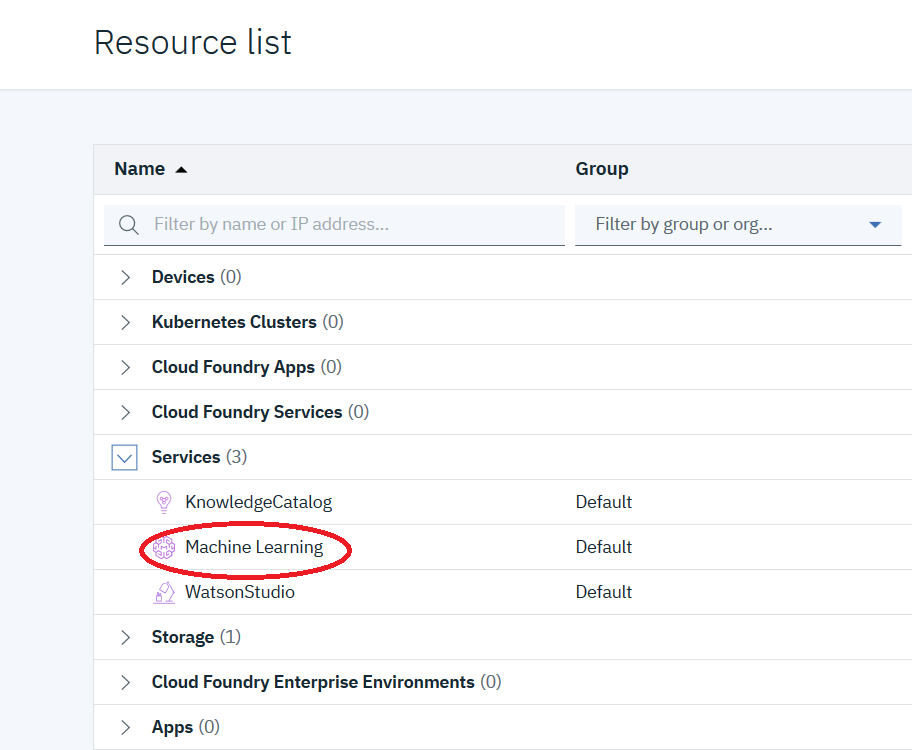 Resource list
Name Group
Filter by name or IP address... Filter by group or org...
Devices (0)
Kubernetes Clusters (0)
Cloud Foundry Apps (0)
Cloud Foundry Services (0)
Services (3)
KnowledgeCatalog Default
Machine Learning Default
WatsonStudio Default
Storage (1)
Cloud Foundry Enterprise Environments (0)
Apps (0)